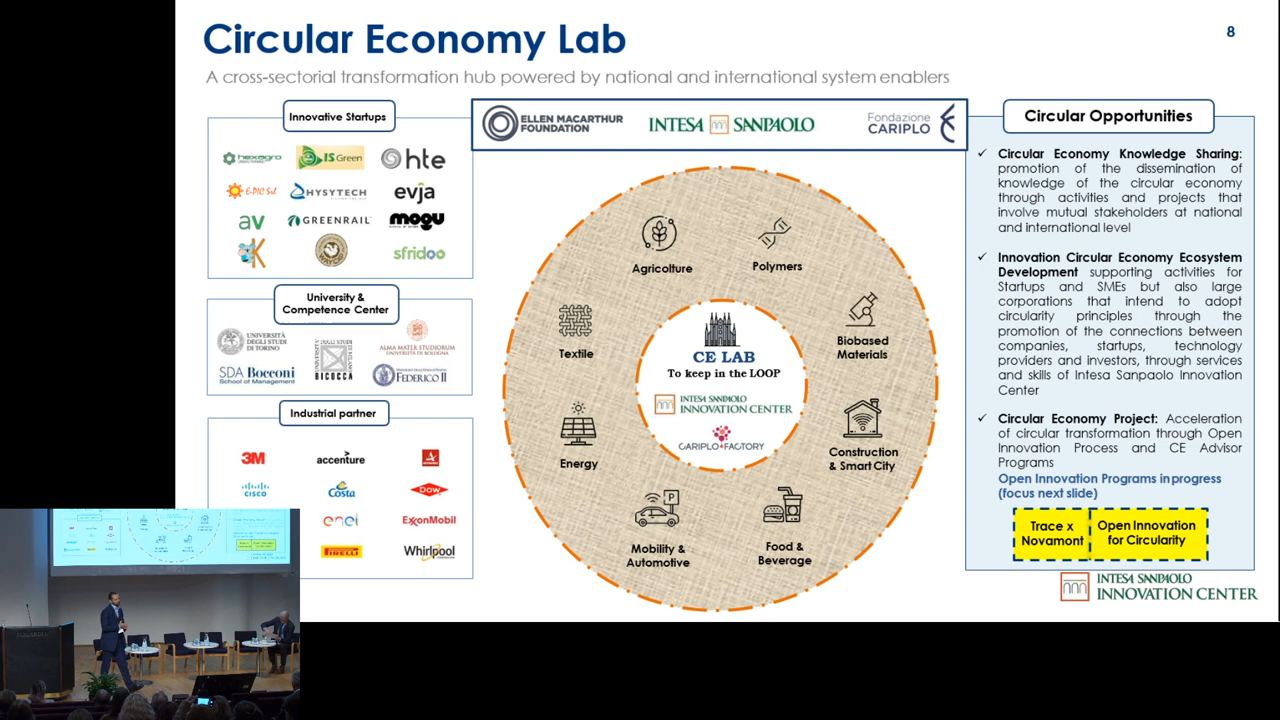 Circular Economy Lab
8
A cross-sectorial transformation hub powered by national and international system enablers
Innovative Startups
hexagro
IS Green
hte
E-PIC S.r.l.
HYSYTECH
evja
av
GREENRAIL
mogu
K
sfridoo
University &
Competence Center
UNIVERSITÀ
DEGLI STUDI
DI TORINO
DEGLI STUDI
BICOCCA
ALMA MATER STUDIORUM
UNIVERSITÀ DI BOLOGNA
SDA Bocconi
School of Management
FEDERICO II
Industrial partner
3M
accenture
CISCO
Costa
Dow
enel
ExxonMobil
PIRELLI
Whirlpool
ELLEN MACARTHUR
FOUNDATION
INTESA SANPAOLO
Fondazione
CARIPLO
Agricolture
Polymers
Textile
Biobased
Materials
Energy
Construction
& Smart City
Mobility &
Automotive
Food &
Beverage
P
CE LAB
To keep in the LOOP
INTESA SANPAOLO
INNOVATION CENTER
CARIPLO FACTORY
Circular Opportunities
✓ Circular Economy Knowledge Sharing:
promotion of the dissemination of
knowledge of the circular economy
through activities and projects that
involve mutual stakeholders at national
and international level
✓ Innovation Circular Economy Ecosystem
Development supporting activities for
Startups and SMEs but also large
corporations that intend to adopt
circularity principles through the
promotion of the connections between
companies, startups, technology
providers and investors, through services
and skills of Intesa Sanpaolo Innovation
Center
✓ Circular Economy Project: Acceleration
of circular transformation through Open
Innovation Process and CE Advisor
Programs
Open Innovation Programs in progress
(focus next slide)
Trace x
Novamont
Open Innovation
for Circularity
INTESA SANPAOLO
INNOVATION CENTER